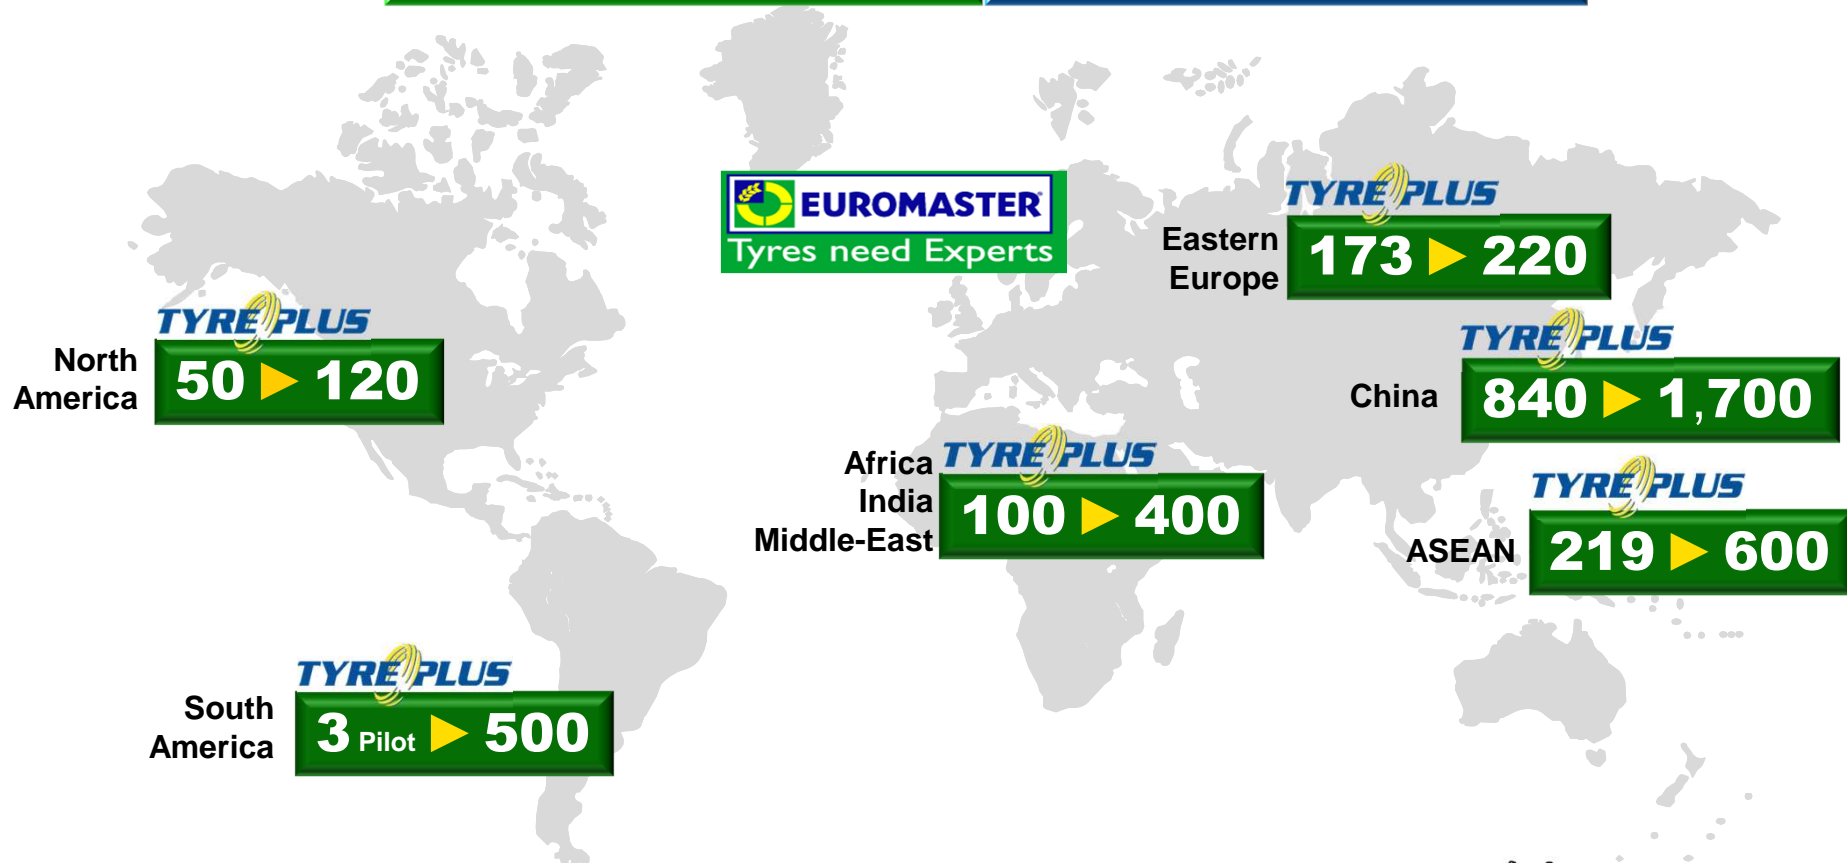 EUROMASTER
Tyres need Experts
TYREPLUS
Eastern
Europe
173 220
TYREPLUS
North
America
50 120
TYREPLUS
China
840 1,700
TYREPLUS
Africa
India
Middle-East
100 400
TYREPLUS
ASEAN
219 600
TYREPLUS
South
America
3 Pilot 500